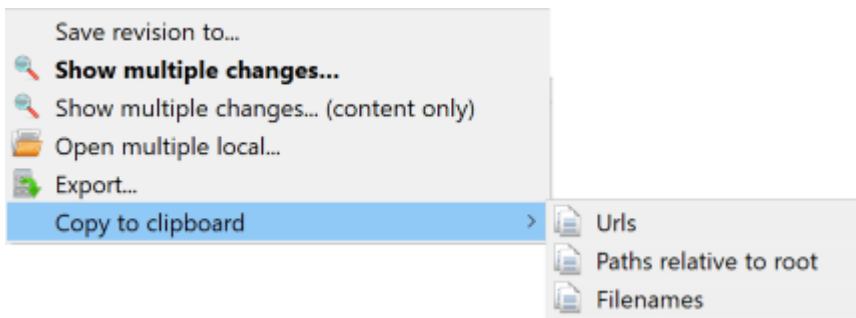 Save revision to...
Show multiple changes...
Show multiple changes... (content only)
Open multiple local...
Export...
Copy to clipboard
Urls
Paths relative to root
Filenames